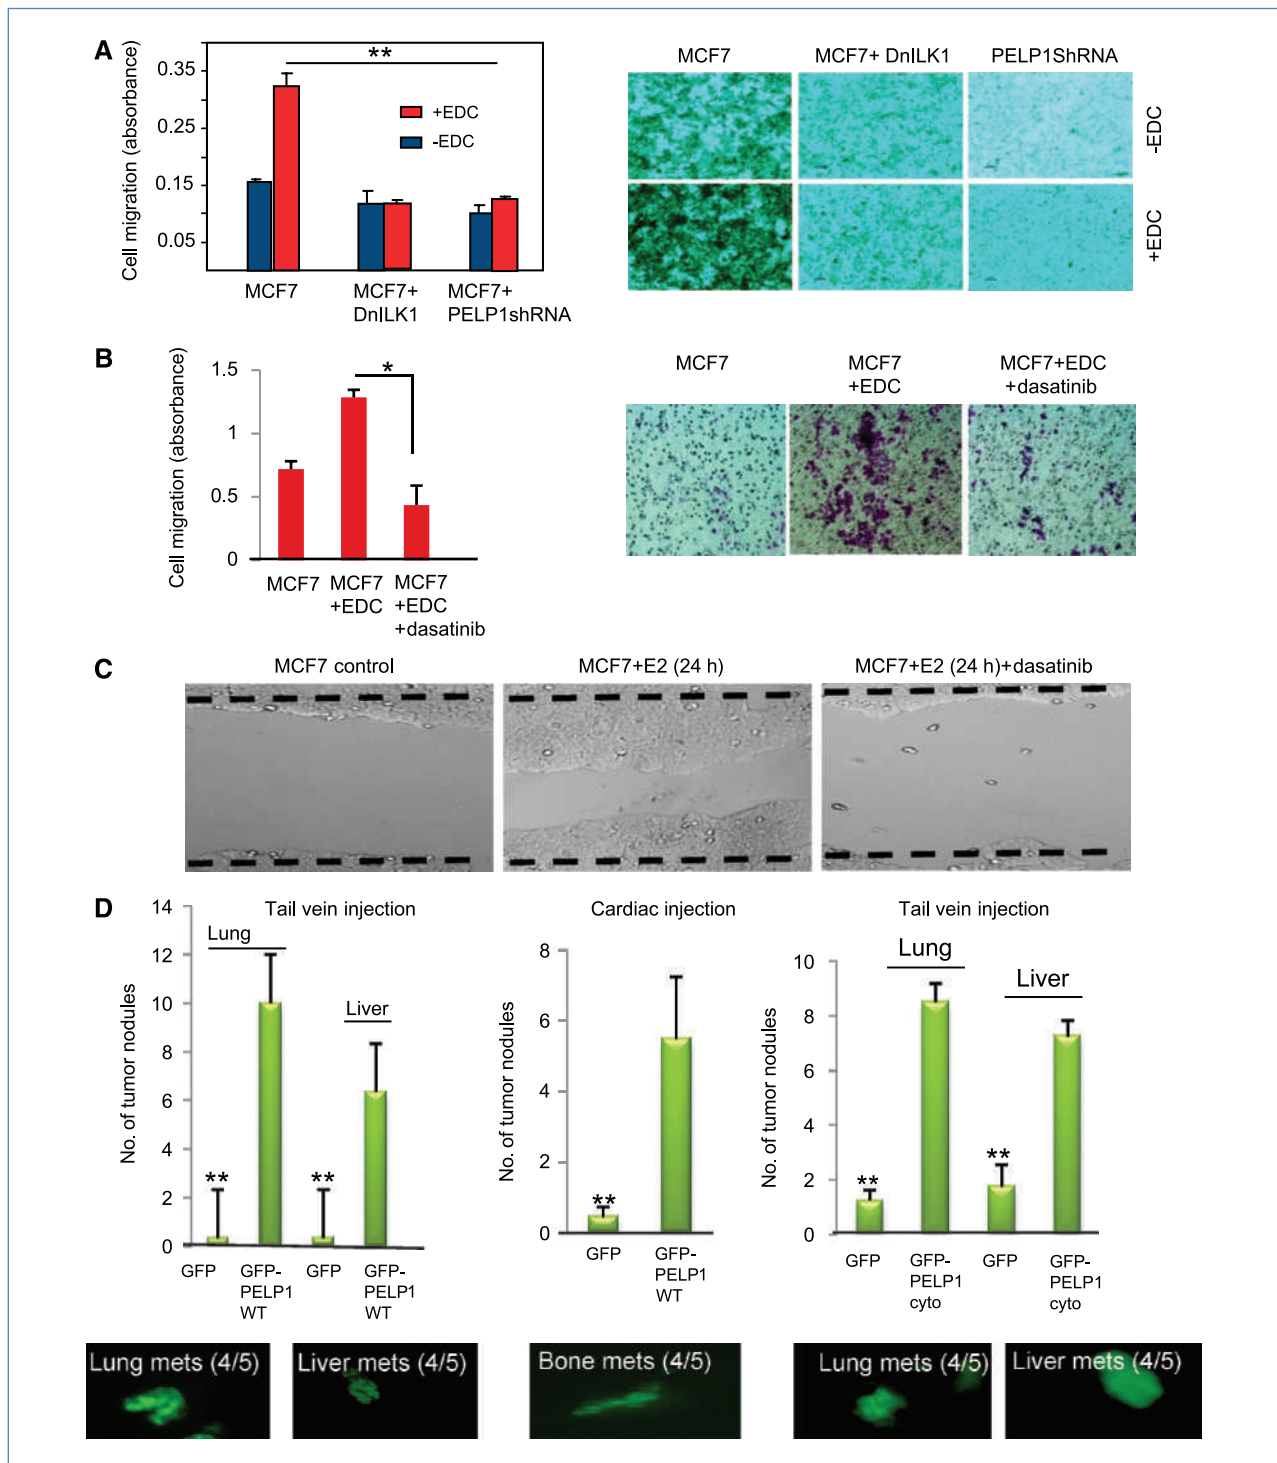 A
Cell migration (absorbance)
0.35
0.25
0.15
0.05
**
+EDC
-EDC
MCF7
MCF7+
DnILK1
MCF7+
PELP1shRNA
MCF7
MCF7+ DnILK1
PELP1ShRNA
-EDC
+EDC
B
Cell migration (absorbance)
1.5
1
0.5
0
*
MCF7
MCF7
+EDC
MCF7
+EDC
+dasatinib
MCF7
MCF7
+EDC
MCF7+EDC
+dasatinib
C
MCF7 control
MCF7+E2 (24 h)
MCF7+E2 (24 h)+dasatinib
D
Tail vein injection
No. of tumor nodules
14
12
10
8
6
4
2
0
Lung
Liver
**
**
GFP
GFP-
PELP1
WT
GFP
GFP-
PELP1
WT
Cardiac injection
No. of tumor nodules
8
6
4
2
0
**
GFP
GFP-
PELP1
WT
Tail vein injection
No. of tumor nodules
10
8
6
4
2
0
Lung
Liver
**
**
GFP
GFP-
PELP1
cyto
GFP
GFP-
PELP1
cyto
Lung mets (4/5)
Liver mets (4/5)
Bone mets (4/5)
Lung mets (4/5)
Liver mets (4/5)